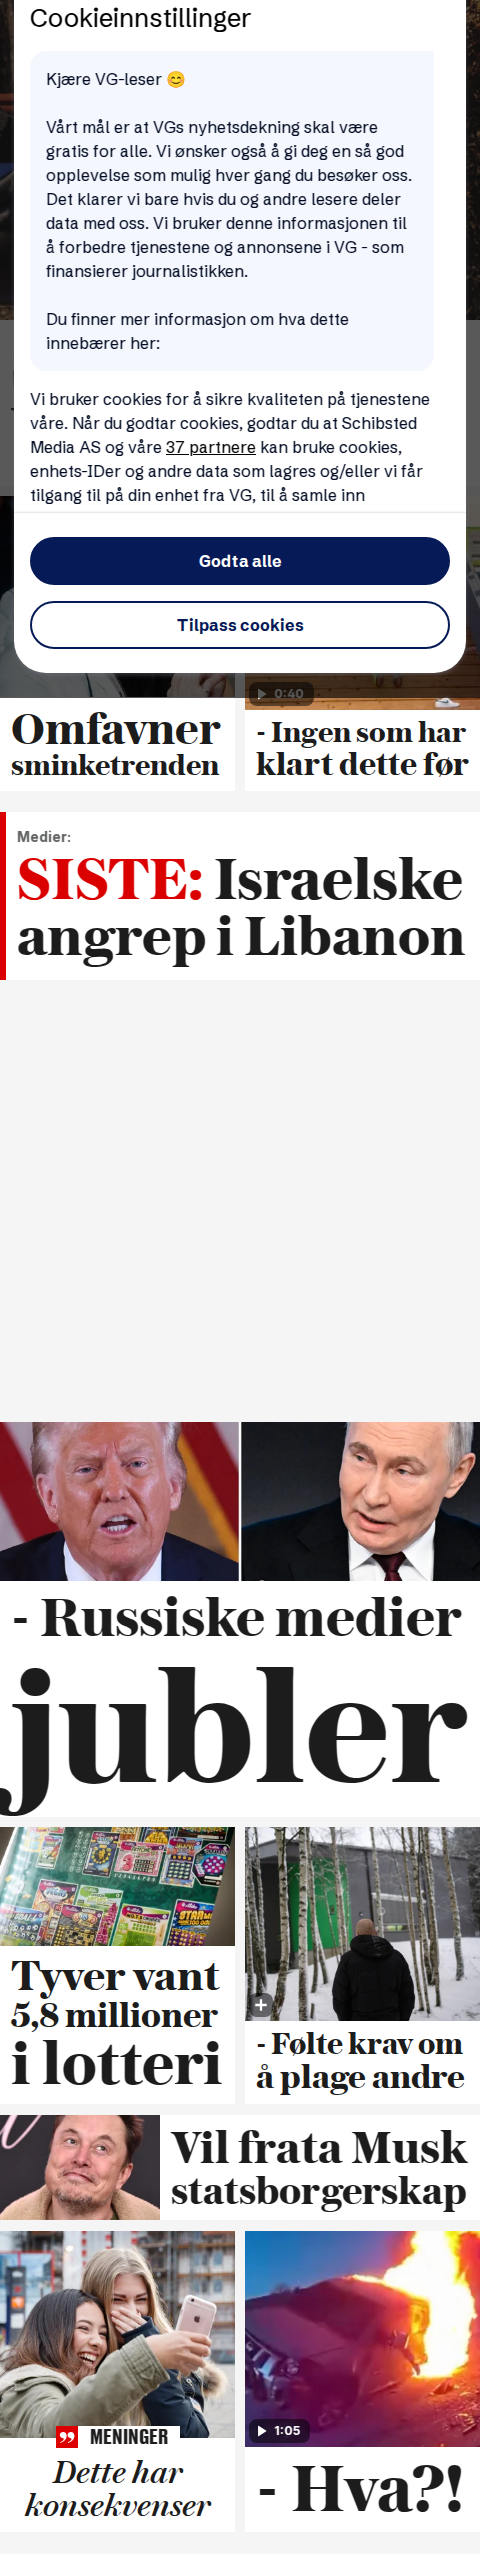 Cookieinnstillinger
Kjære VG-leser 😊
Vårt mål er at VGs nyhetsdekning skal være
gratis for alle. Vi ønsker også å gi deg en så god
opplevelse som mulig hver gang du besøker oss.
Det klarer vi bare hvis du og andre lesere deler
data med oss. Vi bruker denne informasjonen til
å forbedre tjenestene og annonsene i VG - som
finansierer journalistikken.
Du finner mer informasjon om hva dette
innebærer her:
Vi bruker cookies for å sikre kvaliteten på tjenestene
våre. Når du godtar cookies, godtar du at Schibsted
Media AS og våre 37 partnere kan bruke cookies,
enhets-IDer og andre data som lagres og/eller vi får
tilgang til på din enhet fra VG, til å samle inn
Godta alle
Tilpass cookies
0:40
Omfavner
sminketrenden
- Ingen som har
klart dette før
Medier:
SISTE: Israelske
angrep i Libanon
- Russiske medier
jubler
Tyver vant
5,8 millioner
i lotteri
- Følte krav om
å plage andre
Vil frata Musk
statsborgerskap
MENINGER
Dette har
konsekvenser
1:05
- Hva?!